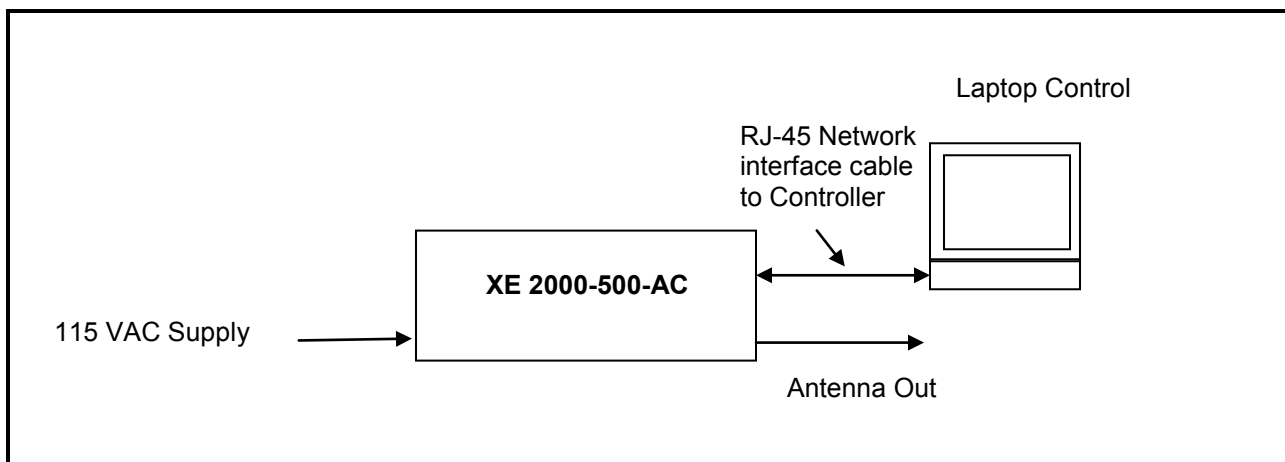 Laptop Control
RJ-45 Network
interface cable
to Controller
XE 2000-500-AC
115 VAC Supply
Antenna Out